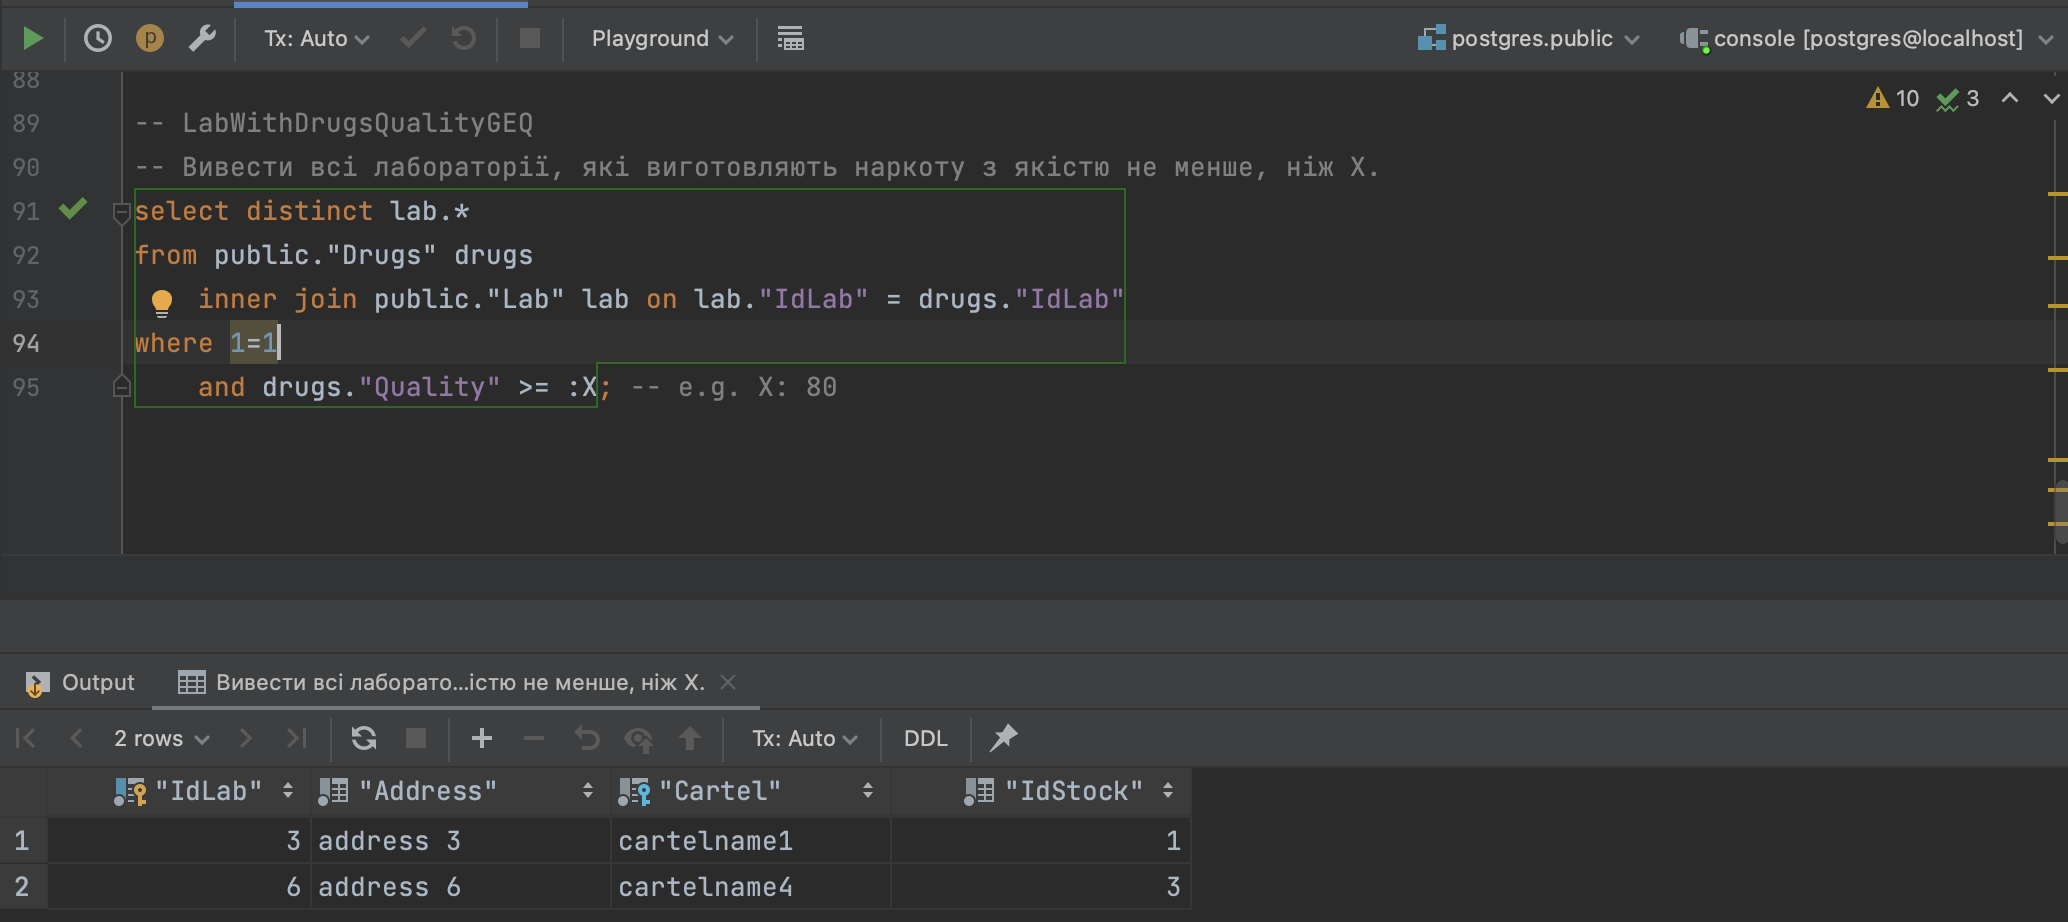 p Tx: Auto Playground postgres.public console [postgres@localhost]
88
10 3
89 -- LabWithDrugsQualityGEQ
90 -- Вивести всі лабораторії, які виготовляють наркоту з якістю не менше, ніж X.
91 select distinct lab.*
92 from public."Drugs" drugs
93 inner join public."Lab" lab on lab."IdLab" = drugs."IdLab"
94 where 1=1
95 and drugs."Quality" >= :X; -- e.g. X: 80
Output Вивести всі лаборато...істю не менше, ніж X.
2 rows Tx: Auto DDL
"IdLab" "Address" "Cartel" "IdStock"
1 3 address 3 cartelname1 1
2 6 address 6 cartelname4 3